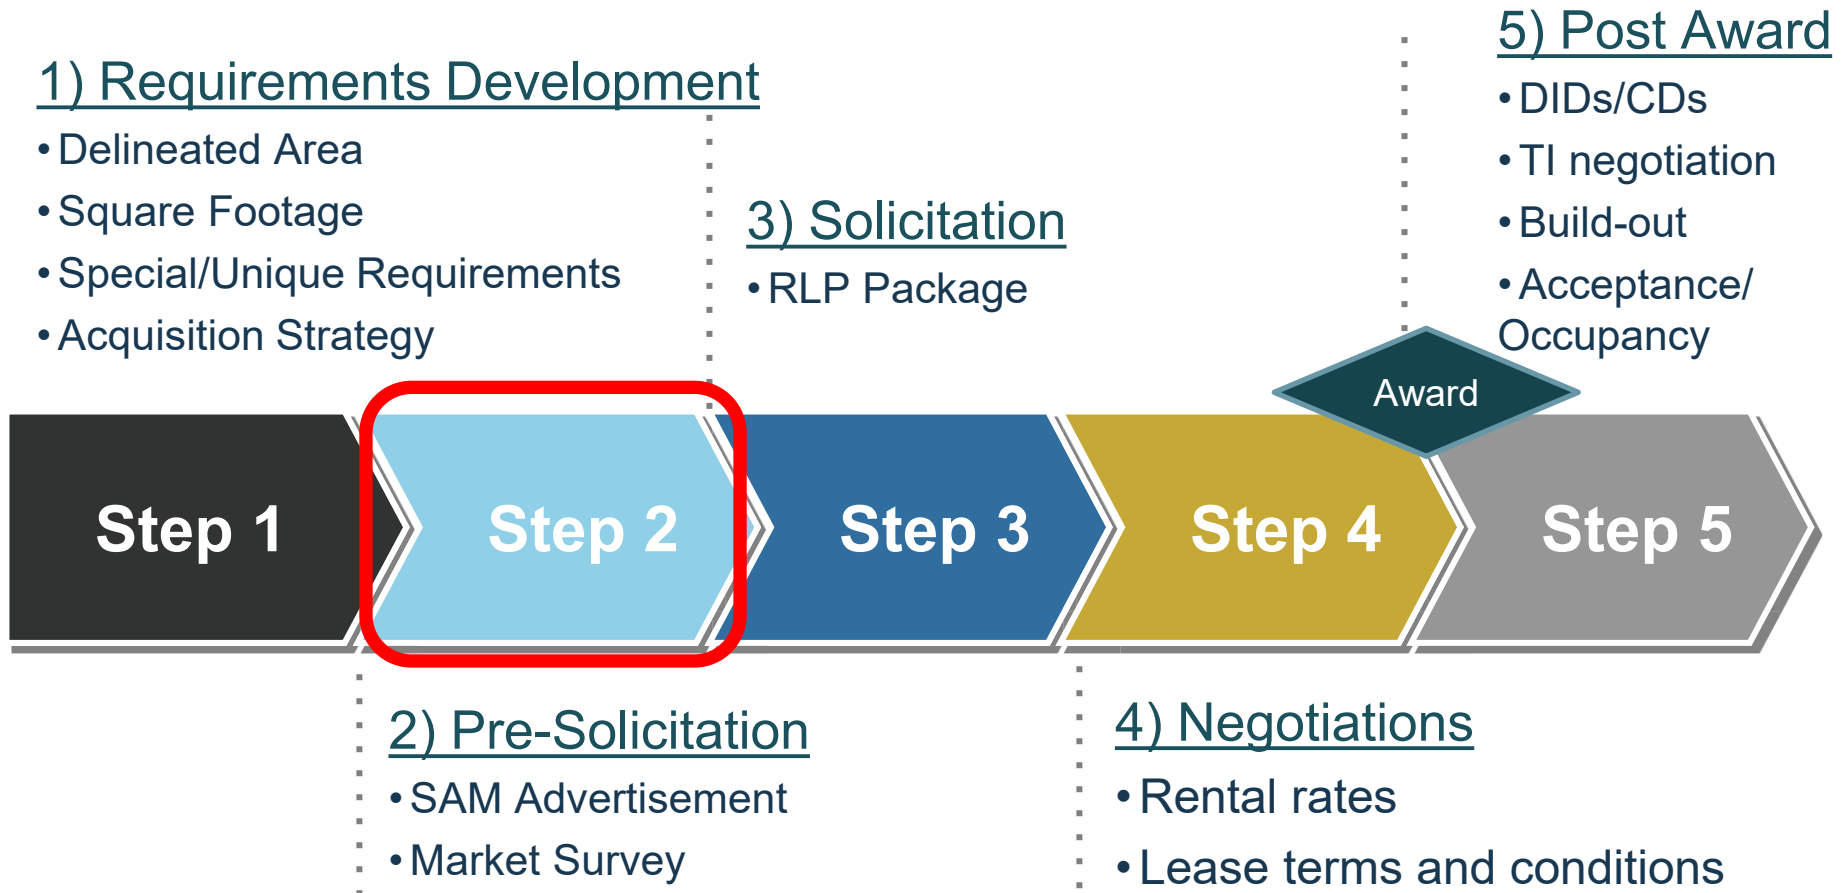 1) Requirements Development
• Delineated Area
• Square Footage
• Special/Unique Requirements
• Acquisition Strategy
3) Solicitation
• RLP Package
5) Post Award
• DIDs/CDs
• TI negotiation
• Build-out
• Acceptance/
Occupancy
Award
Step 1
Step 2
Step 3
Step 4
Step 5
2) Pre-Solicitation
• SAM Advertisement
• Market Survey
4) Negotiations
• Rental rates
• Lease terms and conditions